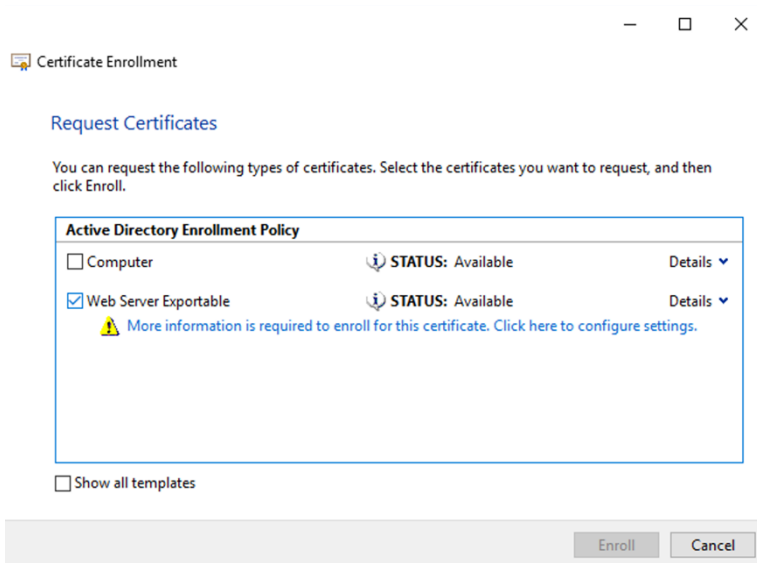 Certificate Enrollment
Request Certificates
You can request the following types of certificates. Select the certificates you want to request, and then
click Enroll.
Active Directory Enrollment Policy
Computer STATUS: Available Details
Web Server Exportable STATUS: Available Details
More information is required to enroll for this certificate. Click here to configure settings.
Show all templates
Enroll Cancel